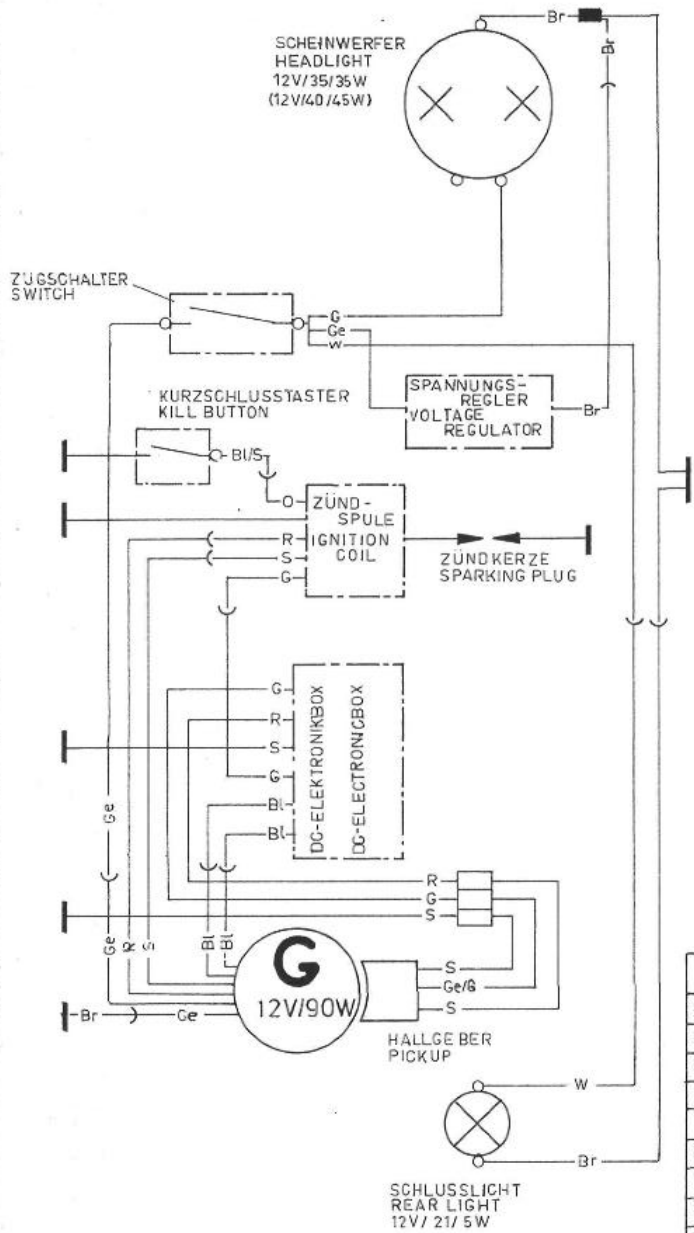 Br
SCHEINWERFER
HEADLIGHT
12V/35/35W
(12V/40/45W)
Br
ZUGSCHALTER
SWITCH
G
Ge
W
SPANNUNGS-
REGLER
VOLTAGE
REGULATOR
Br
KURZSCHLUSSTASTER
KILL BUTTON
Bl/S
O
ZÜND-
SPULE
R
IGNITION
S
COIL
G
ZÜNDKERZE
SPARKING PLUG
G
R
S
G
Bl
Bl
DG-ELEKTRONIKBOX
DG-ELECTRONICBOX
Ge
R
G
S
Ge
R
S
Bl
Bl
G
12V/90W
S
Ge/G
S
Br
Ge
HALLGEBER
PICKUP
W
Br
SCHLUSSLICHT
REAR LIGHT
12V/21/5W